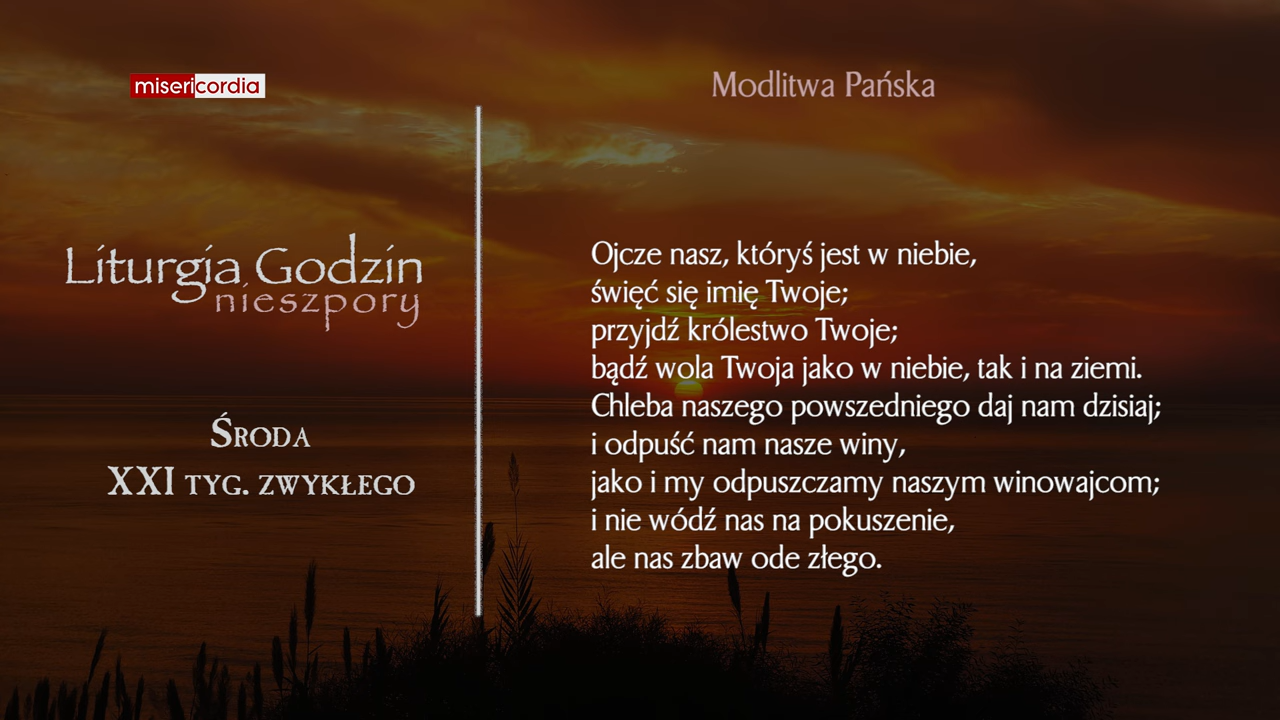 misericordia
Liturgia Godzin
nieszpory
Środa
XXI tyg. zwykłego
Modlitwa Pańska
Ojcze nasz, któryś jest w niebie,
święć się imię Twoje;
przyjdź królestwo Twoje;
bądź wola Twoja jako w niebie, tak i na ziemi.
Chleba naszego powszedniego daj nam dzisiaj;
i odpuść nam nasze winy,
jako i my odpuszczamy naszym winowajcom;
i nie wódź nas na pokuszenie,
ale nas zbaw ode złego.